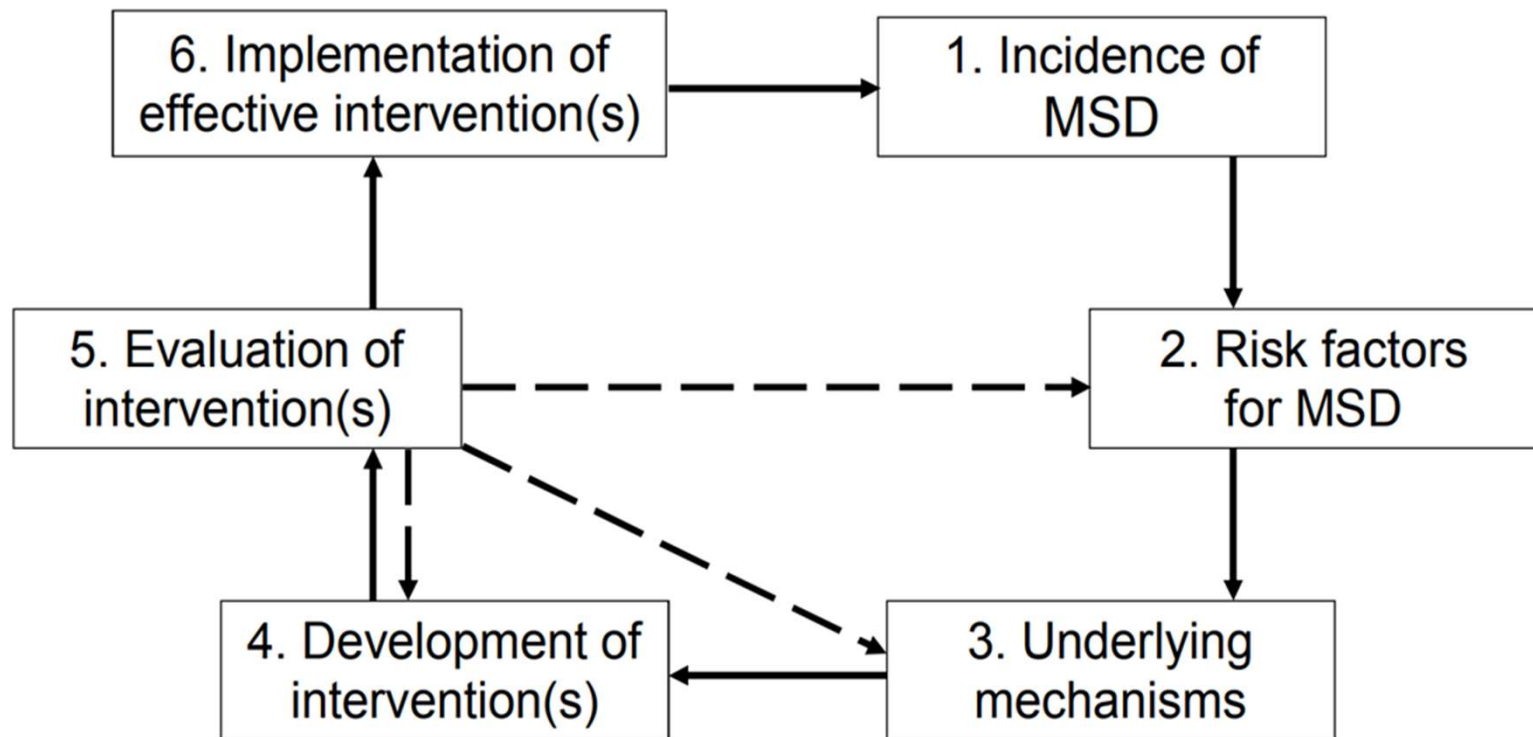 6. Implementation of
effective intervention(s)
1. Incidence of
MSD
5. Evaluation of
intervention(s)
2. Risk factors
for MSD
4. Development of
intervention(s)
3. Underlying
mechanisms